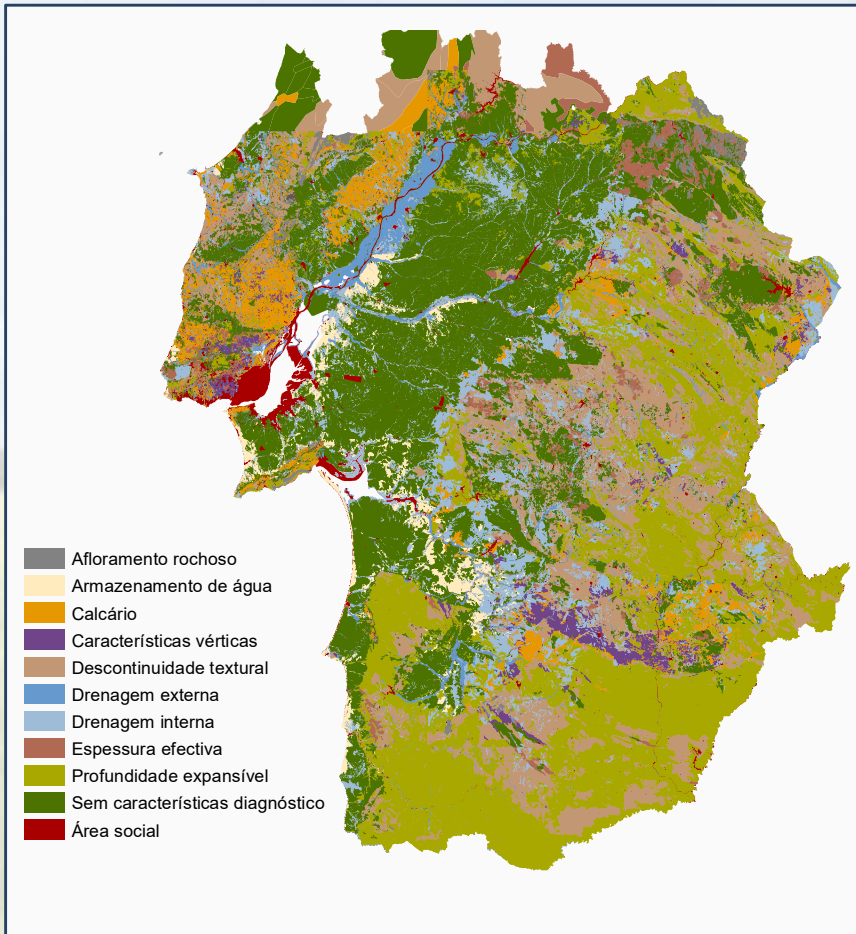 Afloramento rochoso
Armazenamento de água
Calcário
Características vérticas
Descontinuidade textural
Drenagem externa
Drenagem interna
Espessura efectiva
Profundidade expansível
Sem características diagnóstico
Área social